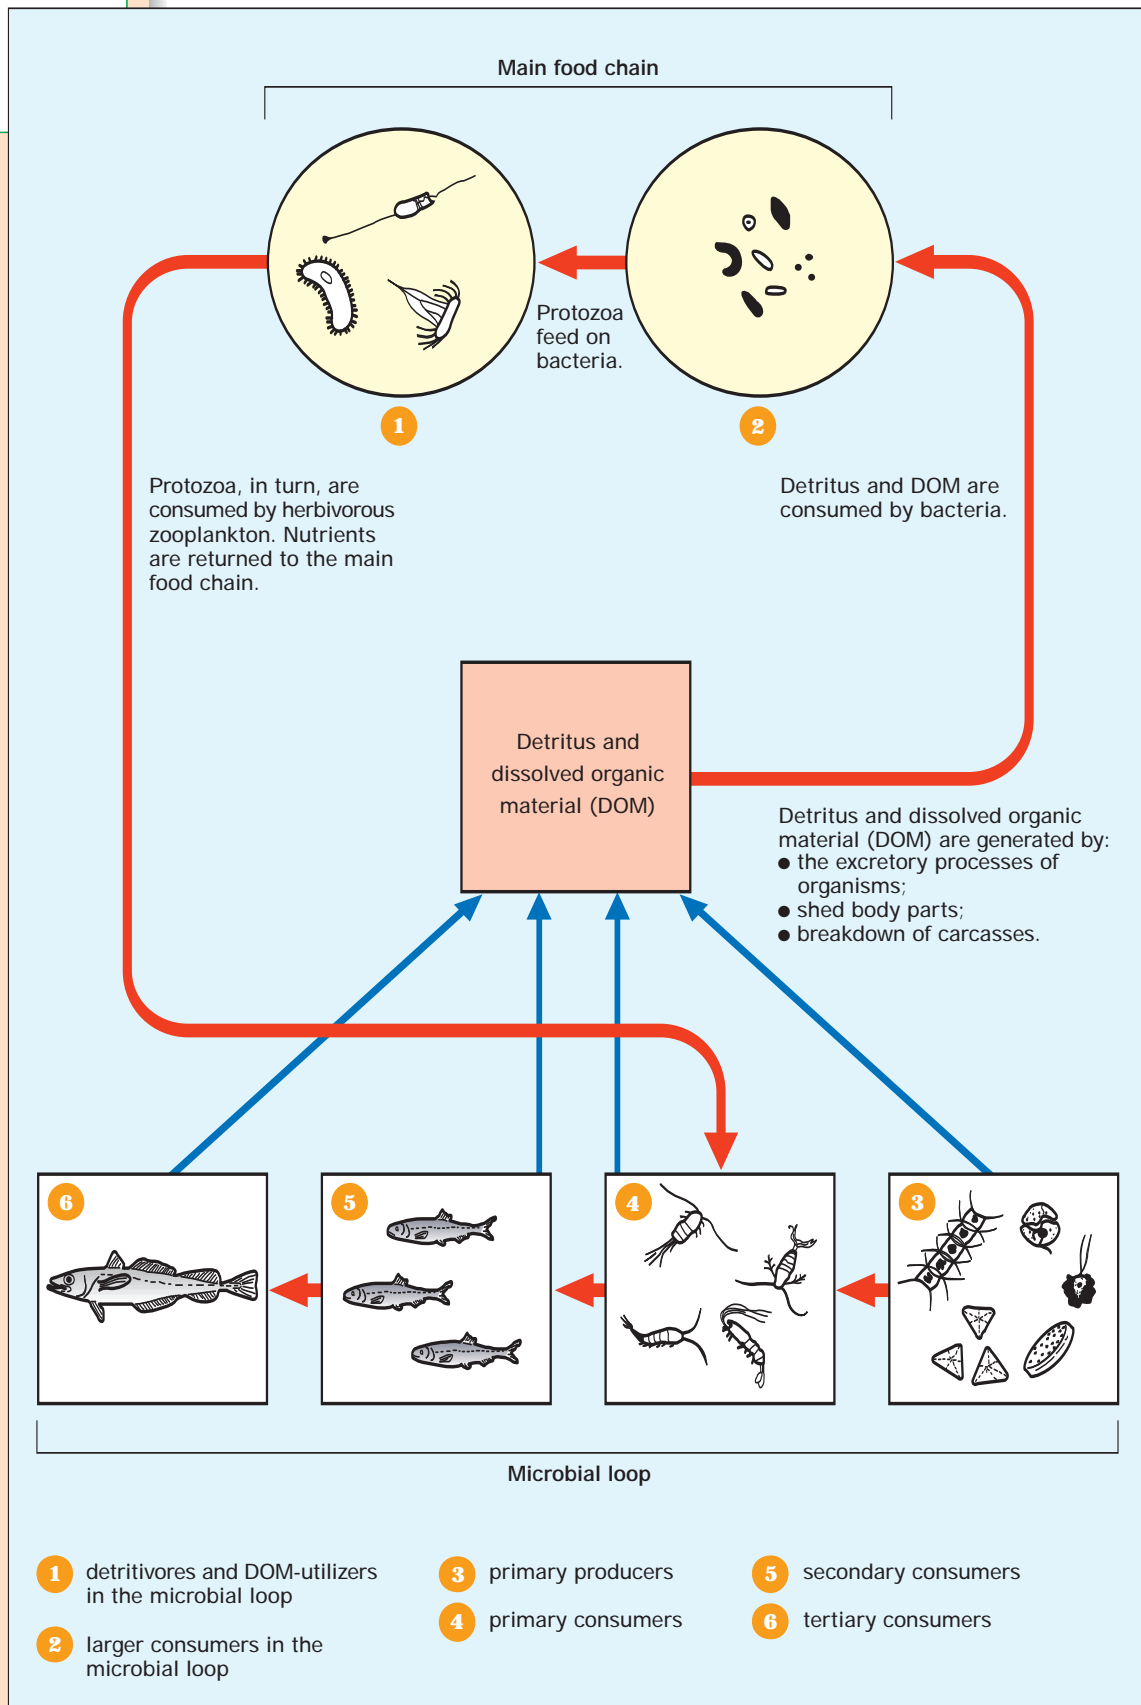 Main food chain
Protozoa
feed on
bacteria.
1
2
Protozoa, in turn, are
consumed by herbivorous
zooplankton. Nutrients
are returned to the main
food chain.
Detritus and DOM are
consumed by bacteria.
Detritus and
dissolved organic
material (DOM)
Detritus and dissolved organic
material (DOM) are generated by:
● the excretory processes of
organisms;
● shed body parts;
● breakdown of carcasses.
6
5
4
3
Microbial loop
1 detritivores and DOM-utilizers
in the microbial loop
2 larger consumers in the
microbial loop
3 primary producers
4 primary consumers
5 secondary consumers
6 tertiary consumers